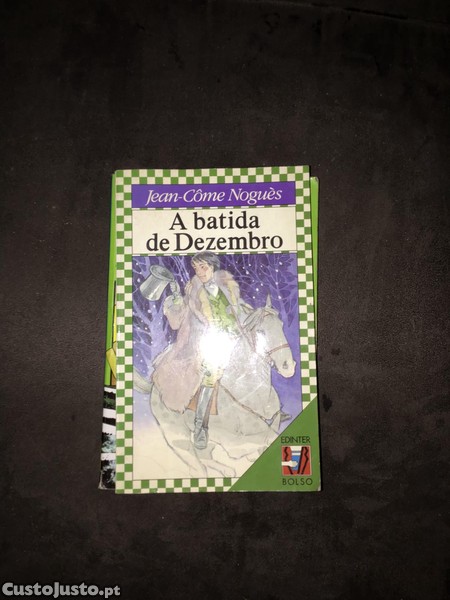 Jean-Côme Noguès
A batida
de Dezembro
EDINTER
BOLSO
CustoJusto.pt